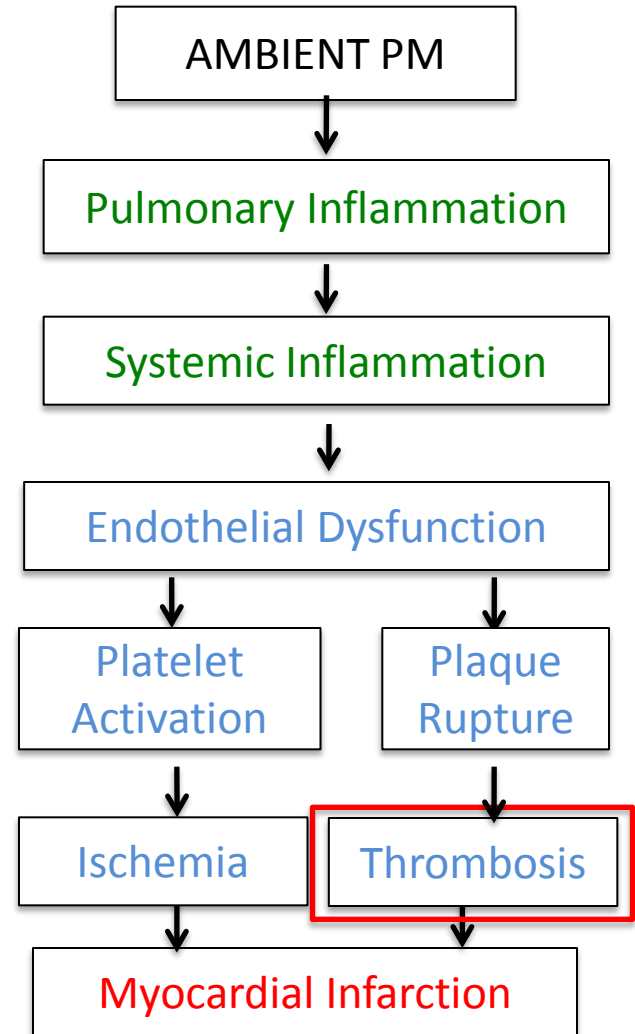 AMBIENT PM
Pulmonary Inflammation
Systemic Inflammation
Endothelial Dysfunction
Platelet
Activation
Plaque
Rupture
Ischemia
Thrombosis
Myocardial Infarction